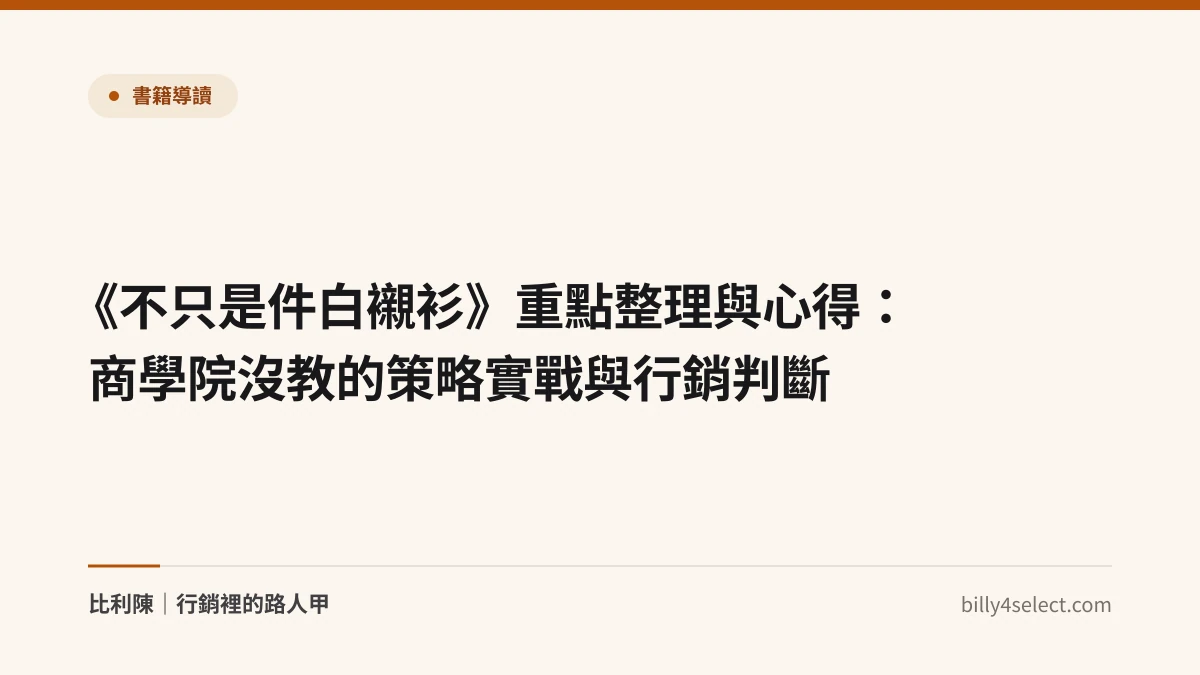 書籍導讀
《不只是件白襯衫》重點整理與心得：
商學院沒教的策略實戰與行銷判斷
比利陳｜行銷裡的路人甲
billy4select.com